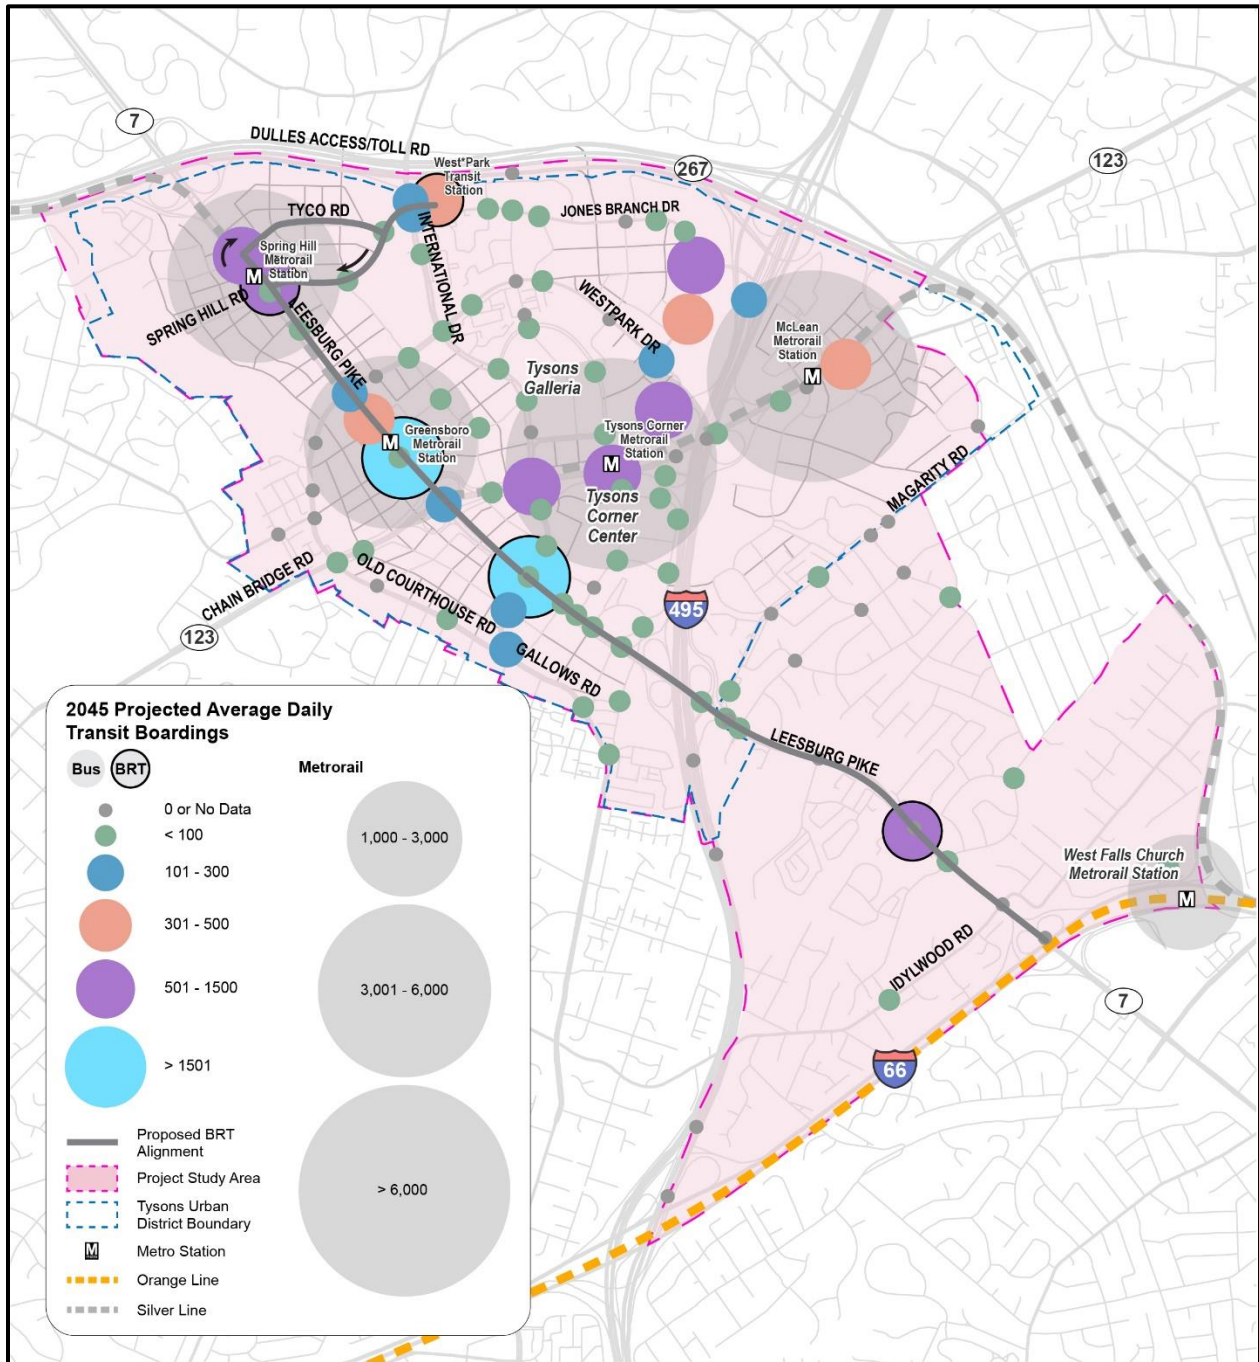 7
DULLES ACCESS/TOLL RD
123
267
West*Park
Transit
Station
TYCO RD
JONES BRANCH DR
INTERNATIONAL DR
Spring Hill
Metrorail
Station
M
SPRING HILL RD
LEESBURG PIKE
WESTPARK DR
McLean
Metrorail
Station
M
Tysons
Galleria
Greensboro
Metrorail
Station
M
Tysons Corner
Metrorail
Station
M
Tysons
Corner
Center
MAGARITY RD
CHAIN BRIDGE RD
OLD COURTHOUSE RD
495
123
GALLOWS RD
LEESBURG PIKE
West Falls Church
Metrorail Station
M
IDYLWOOD RD
7
66
2045 Projected Average Daily
Transit Boardings
Bus BRT
Metrorail
0 or No Data
< 100
101 - 300
301 - 500
501 - 1500
> 1501
1,000 - 3,000
3,001 - 6,000
> 6,000
Proposed BRT
Alignment
Project Study Area
Tysons Urban
District Boundary
M Metro Station
Orange Line
Silver Line